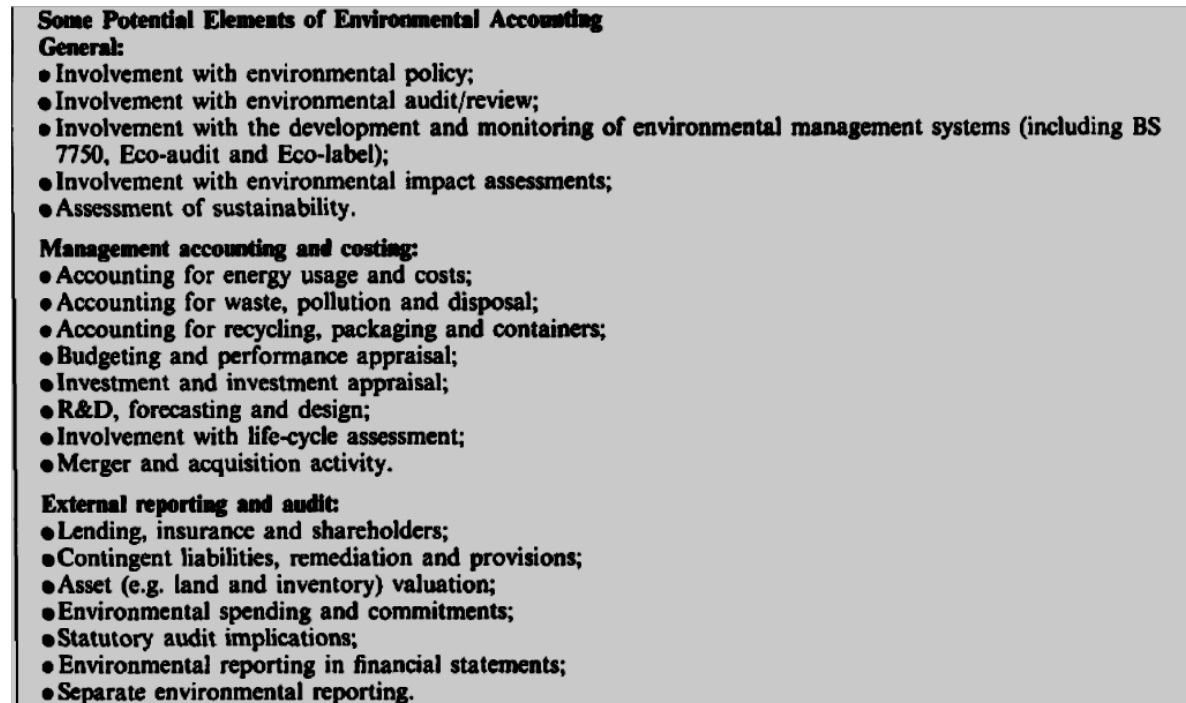 Some Potential Elements of Environmental Accounting
General:
• Involvement with environmental policy;
• Involvement with environmental audit/review;
• Involvement with the development and monitoring of environmental management systems (including BS
7750, Eco-audit and Eco-label);
• Involvement with environmental impact assessments;
• Assessment of sustainability.
Management accounting and costing:
• Accounting for energy usage and costs;
• Accounting for waste, pollution and disposal;
• Accounting for recycling, packaging and containers;
• Budgeting and performance appraisal;
• Investment and investment appraisal;
• R&D, forecasting and design;
• Involvement with life-cycle assessment;
• Merger and acquisition activity.
External reporting and audit:
• Lending, insurance and shareholders;
• Contingent liabilities, remediation and provisions;
• Asset (e.g. land and inventory) valuation;
• Environmental spending and commitments;
• Statutory audit implications;
• Environmental reporting in financial statements;
• Separate environmental reporting.